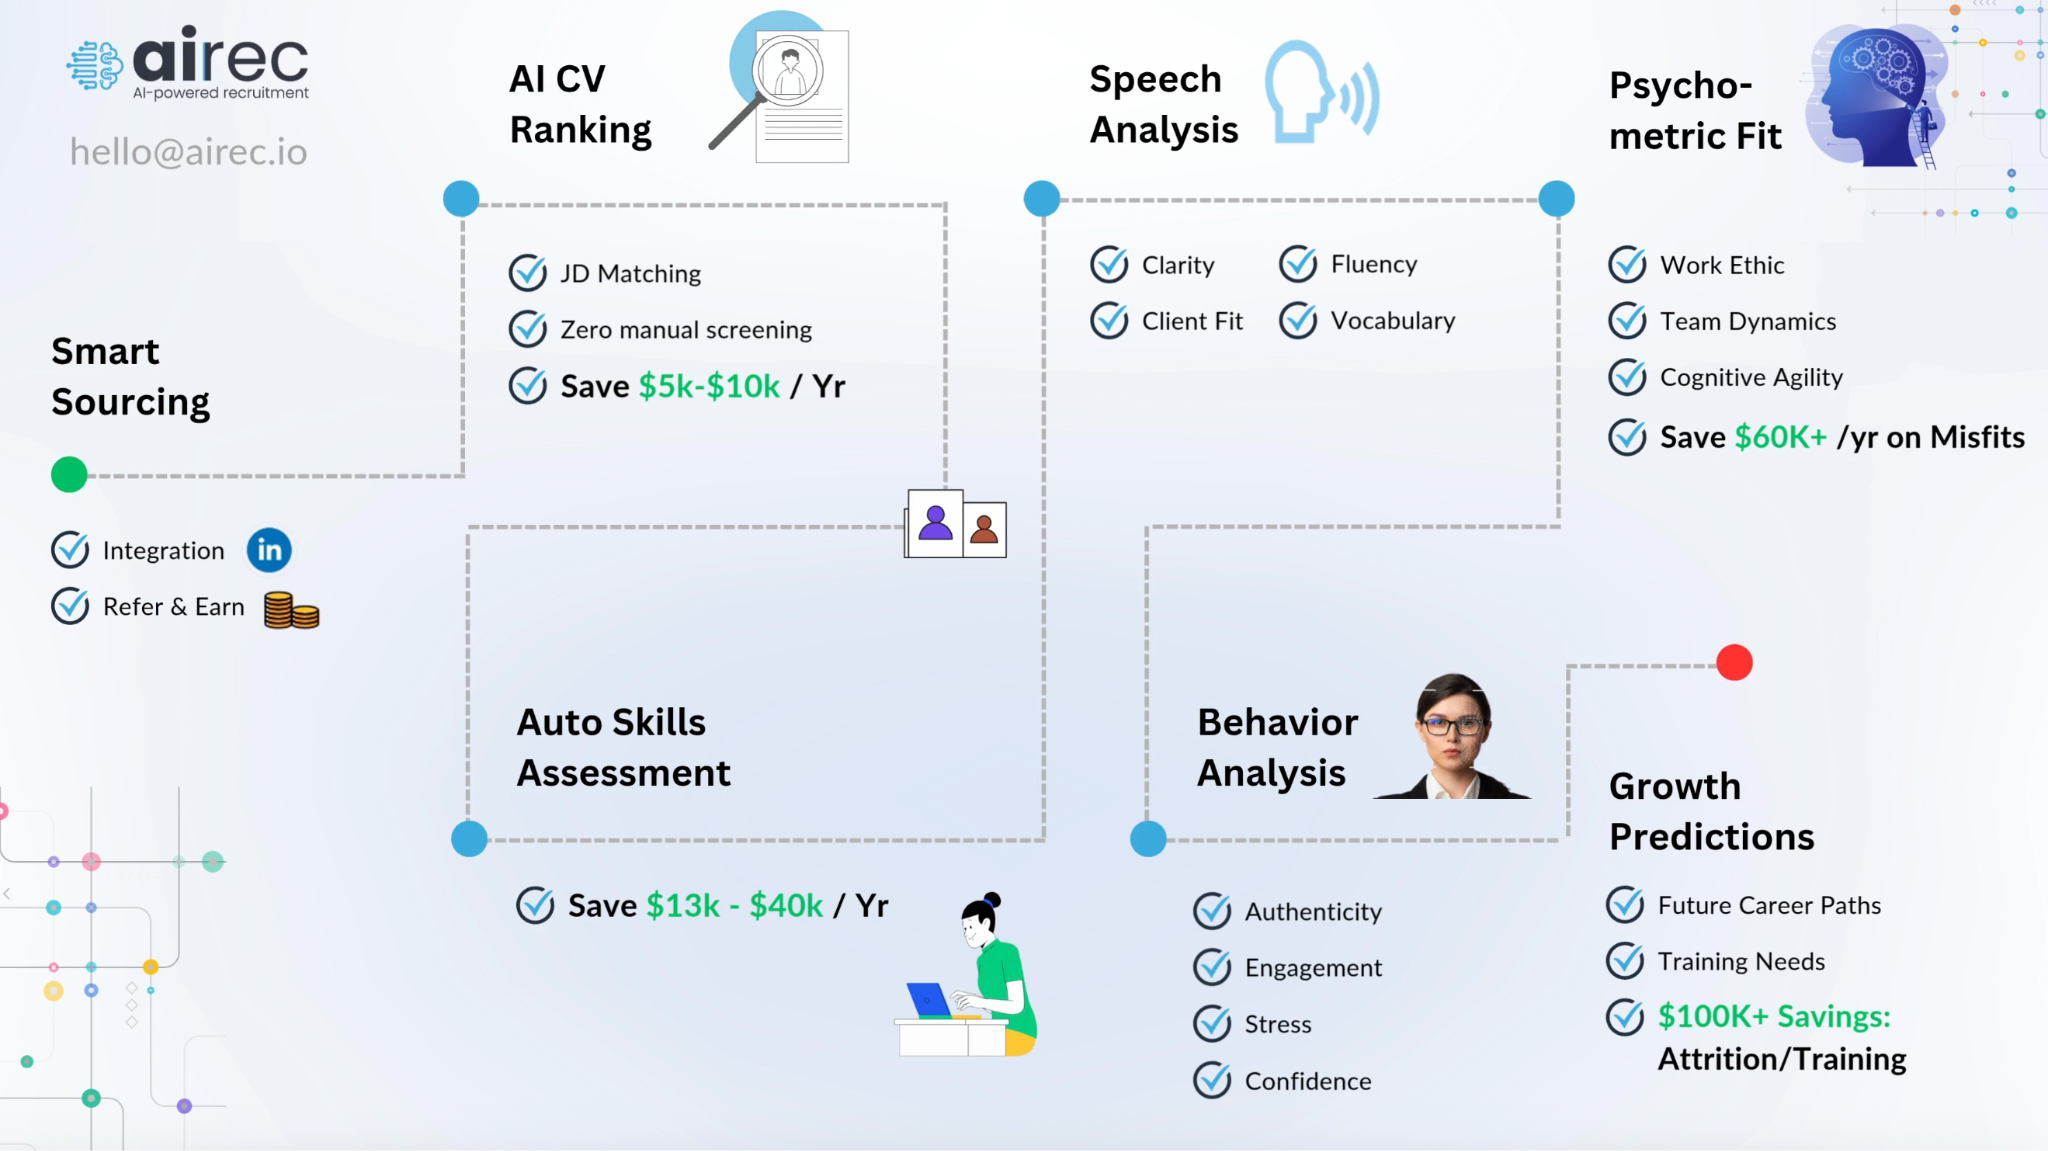 airec
AI-powered recruitment
hello@airec.io
Smart
Sourcing
Integration in
Refer & Earn
AI CV
Ranking
JD Matching
Zero manual screening
Save $5k-$10k / Yr
Auto Skills
Assessment
Save $13k - $40k / Yr
Speech
Analysis
Clarity
Fluency
Client Fit
Vocabulary
Psycho-
metric Fit
Work Ethic
Team Dynamics
Cognitive Agility
Save $60K+ /yr on Misfits
Behavior
Analysis
Authenticity
Engagement
Stress
Confidence
Growth
Predictions
Future Career Paths
Training Needs
$100K+ Savings:
Attrition/Training